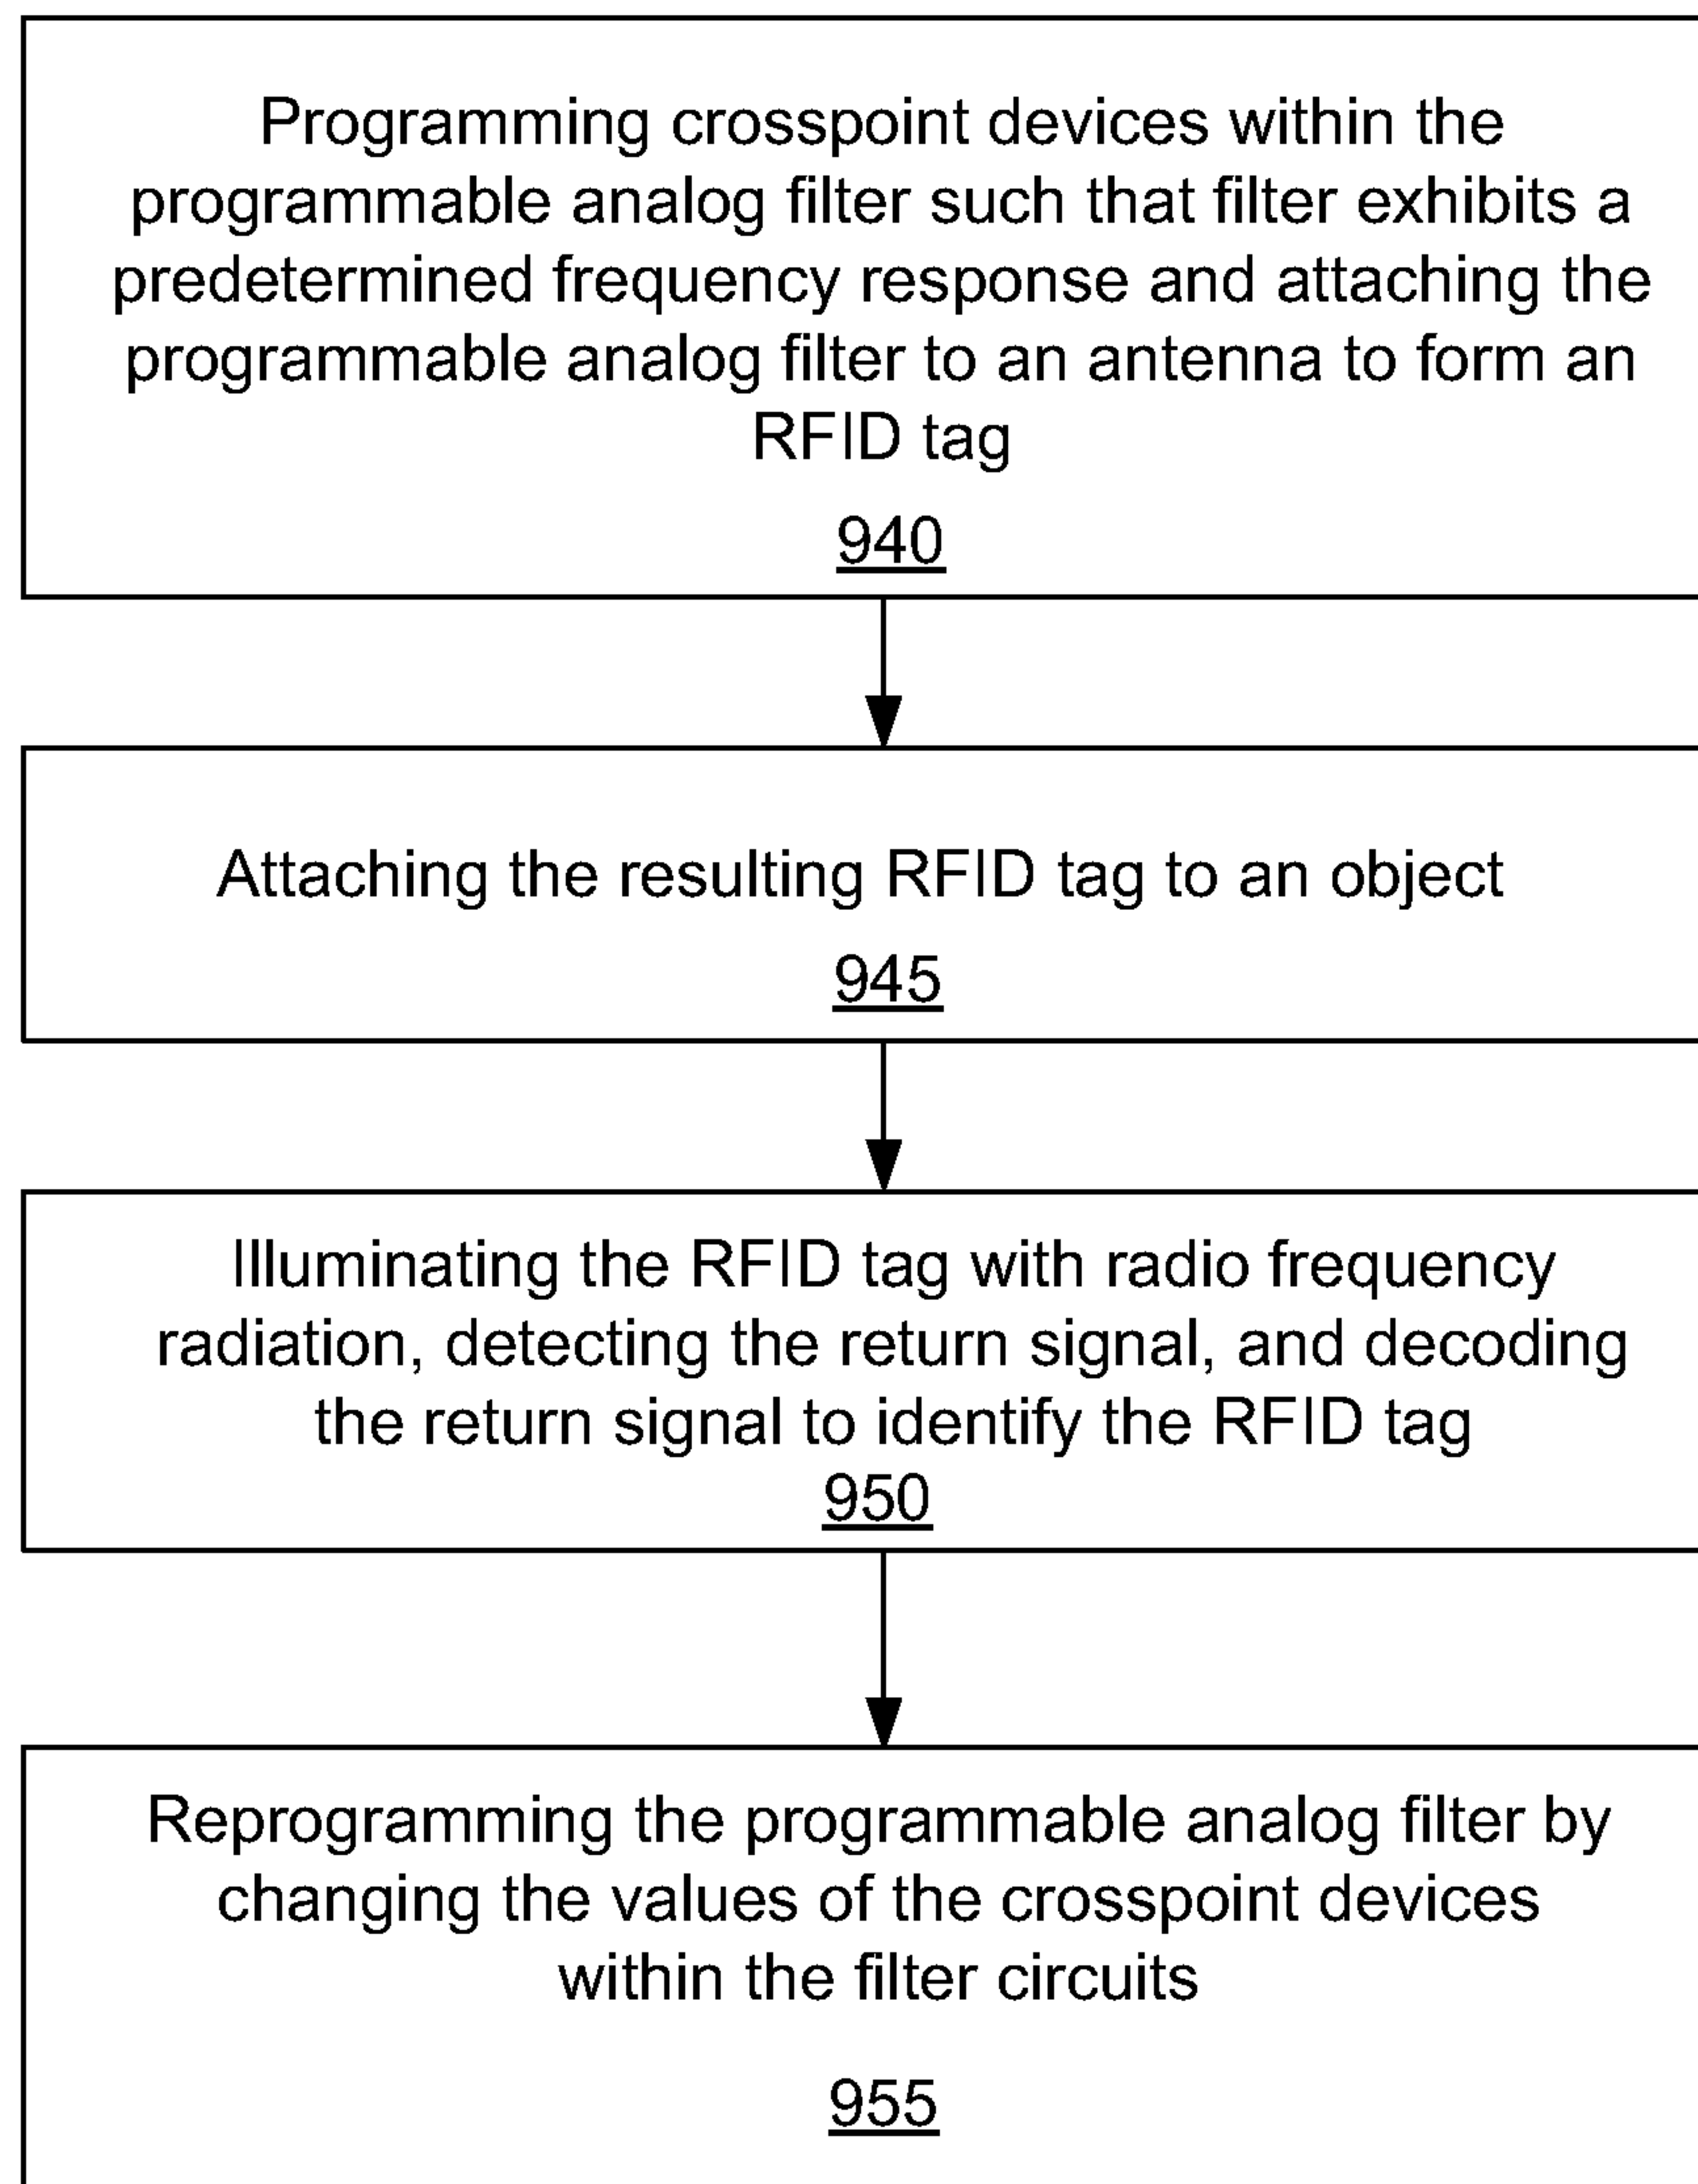 Programming crosspoint devices within the
programmable analog filter such that filter exhibits a
predetermined frequency response and attaching the
programmable analog filter to an antenna to form an
RFID tag
940
Attaching the resulting RFID tag to an object
945
Illuminating the RFID tag with radio frequency
radiation, detecting the return signal, and decoding
the return signal to identify the RFID tag
950
Reprogramming the programmable analog filter by
changing the values of the crosspoint devices
within the filter circuits
955